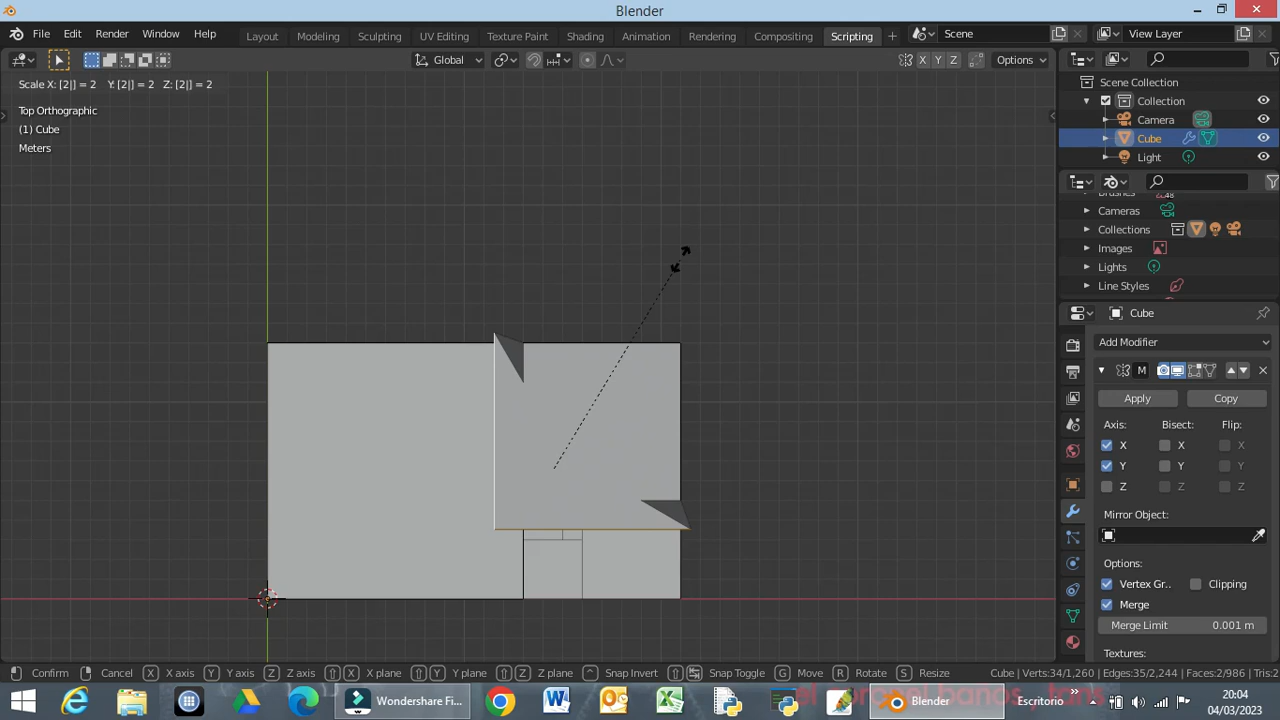 Blender
File Edit Render Window Help Layout Modeling Sculpting UV Editing Texture Paint Shading Animation Rendering Compositing Scripting + Scene View Layer
Global X Y Z Options
Scale X: [2|] = 2 Y: [2|] = 2 Z: [2|] = 2
Top Orthographic
(1) Cube
Meters
Scene Collection
Collection
Camera
Cube
Light
Brushes 48
Cameras
Collections
Images
Lights
Line Styles
Cube
Add Modifier
M
Apply Copy
Axis: Bisect: Flip:
X X X
Y Y Y
Z Z Z
Mirror Object:
Options:
Vertex Gr... Clipping
Merge
Merge Limit 0.001 m
Textures:
Confirm Cancel X X axis Y Y axis Z Z axis X X plane Y Y plane Z Z plane Snap Invert Snap Toggle G Move R Rotate S Resize Cube | Verts:34/1,260 | Edges:35/2,244 | Faces:2/986 | Tris:2
Wondershare Fi... Blender Escritorio 20:04
04/03/2023